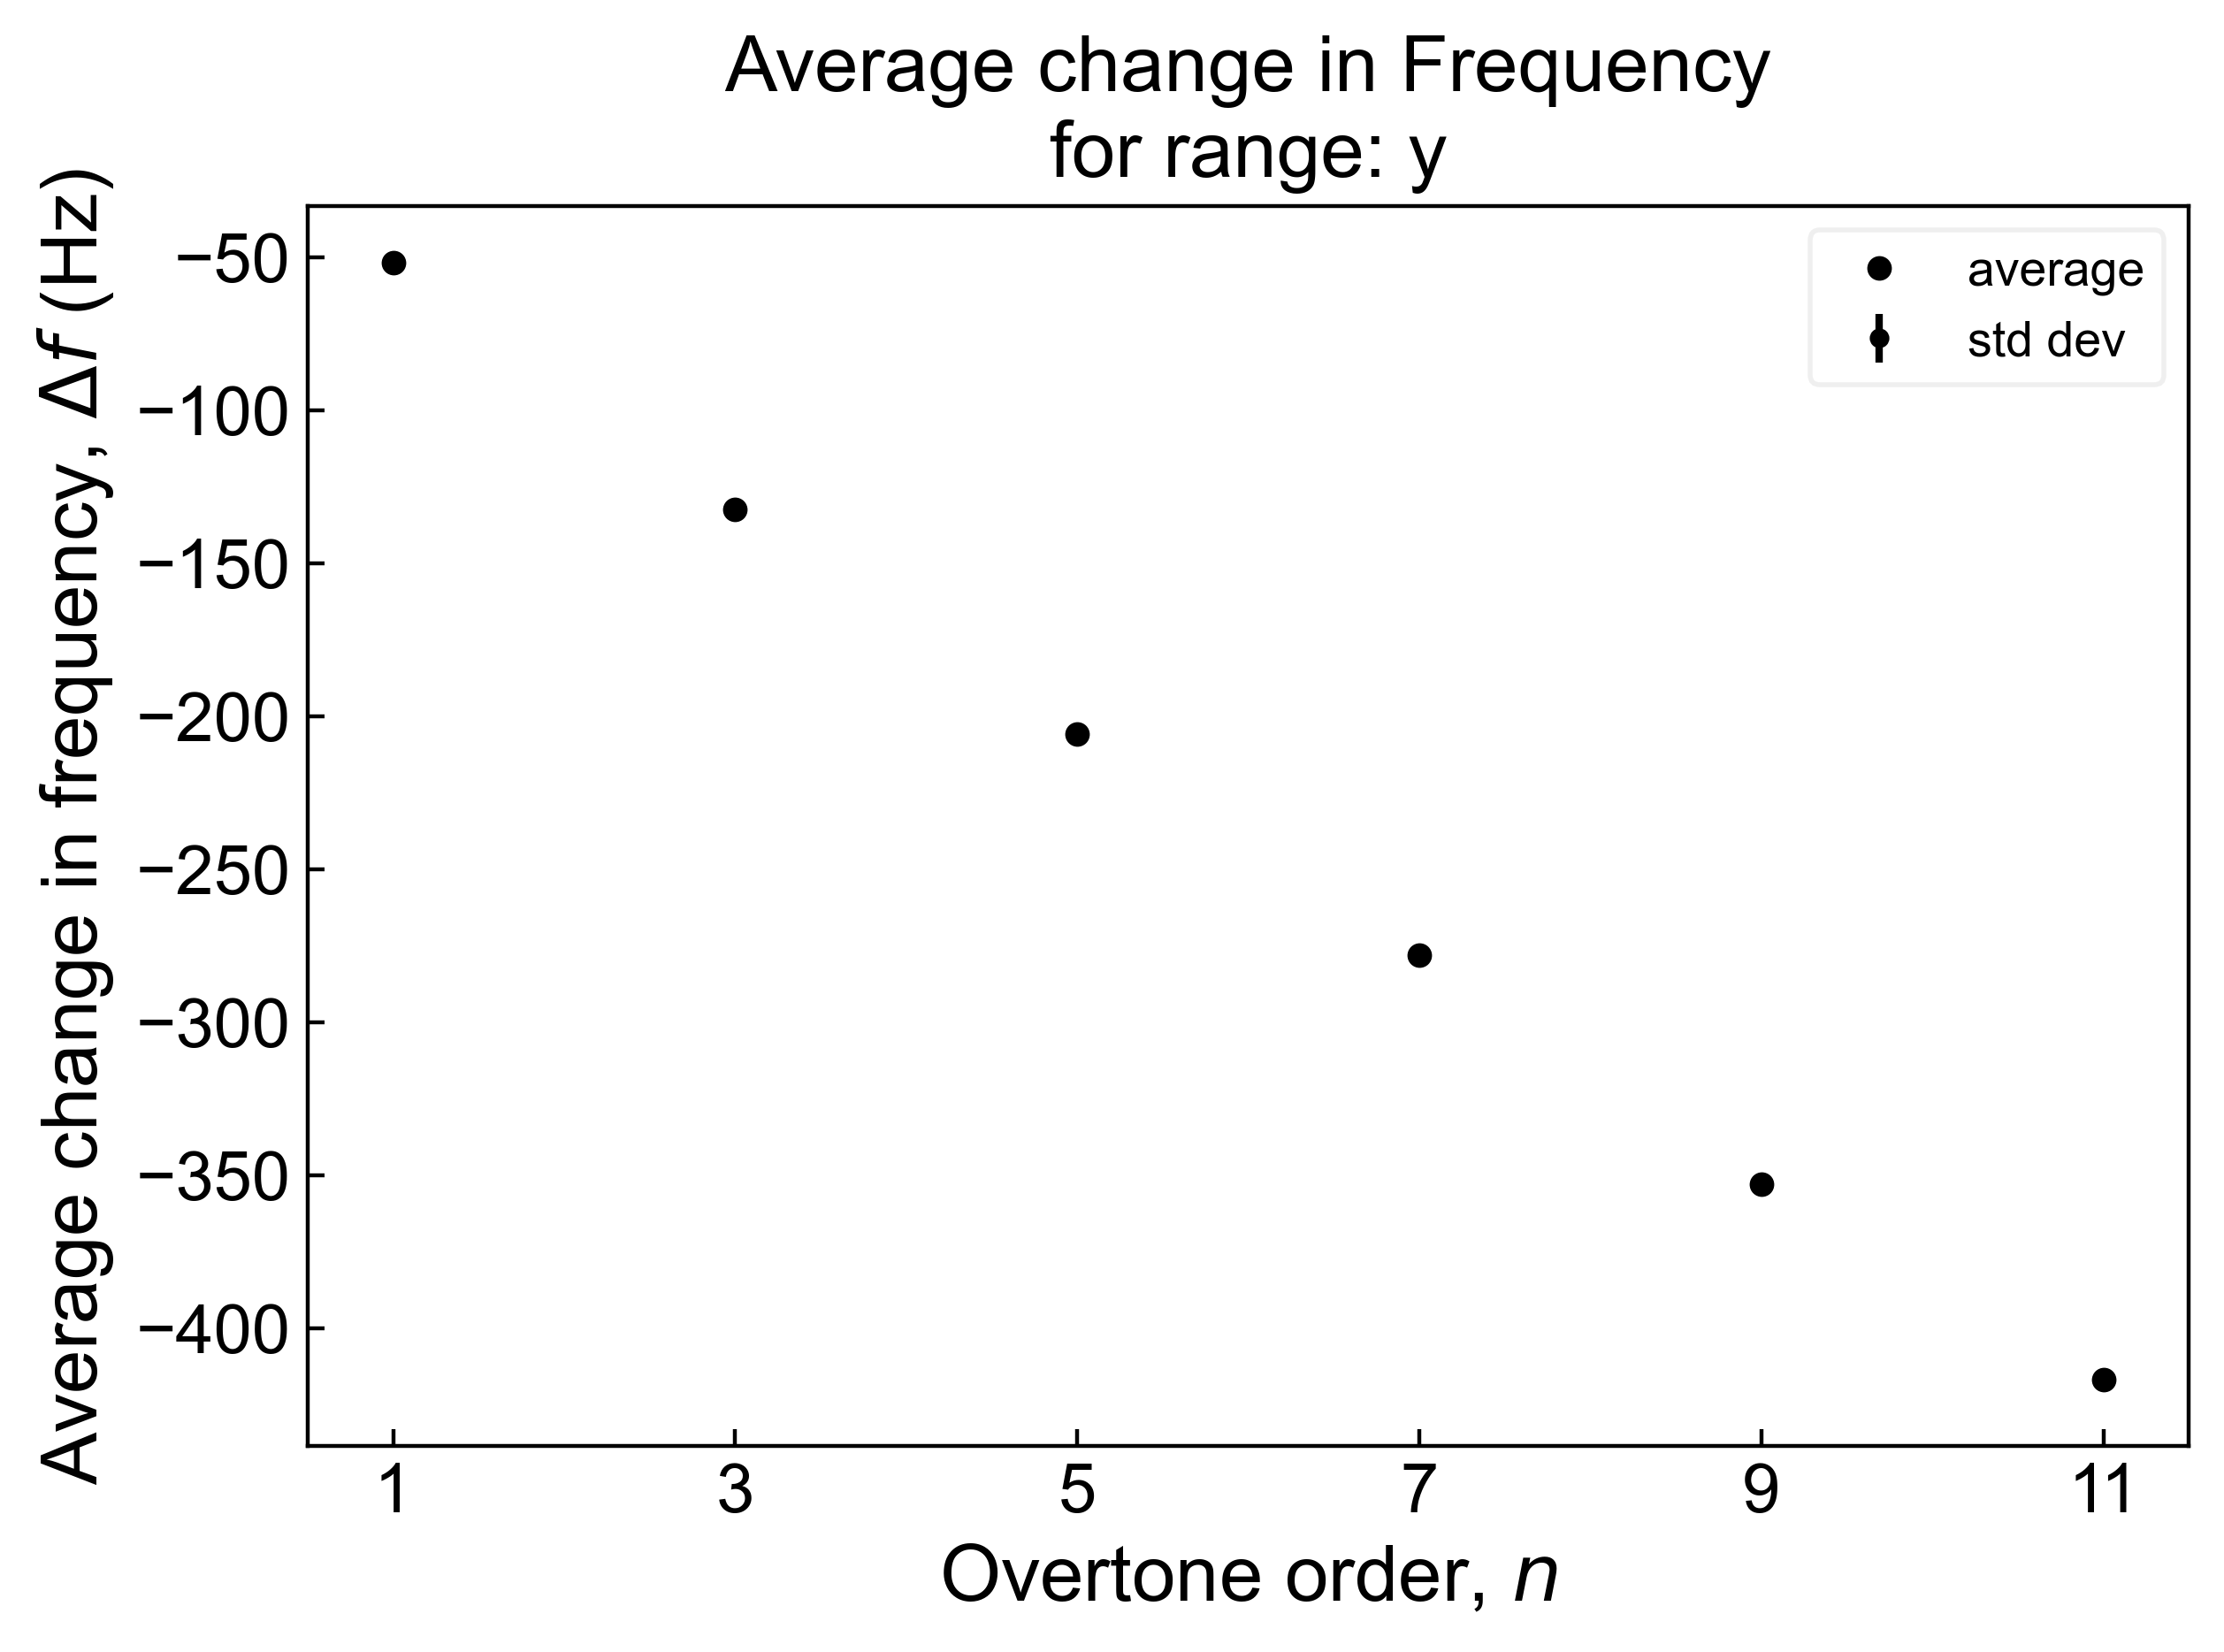 Average change in Frequency
for range: y
Average change in frequency, Δf (Hz)
−50
−100
−150
−200
−250
−300
−350
−400
average
std dev
1
3
5
7
9
11
Overtone order, n